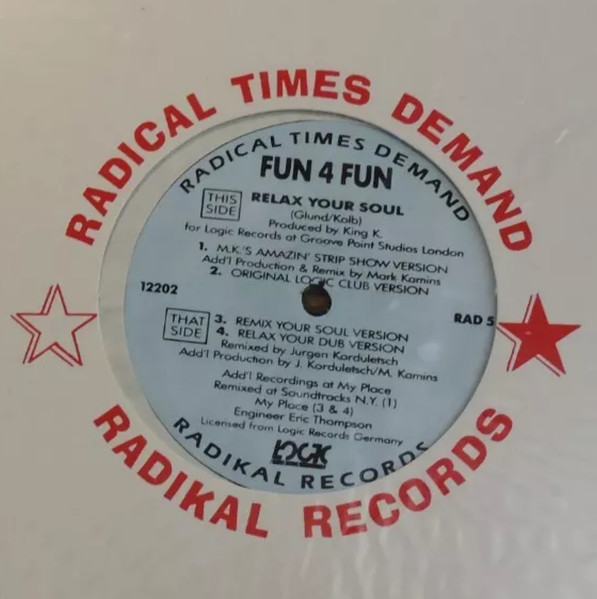 RADICAL TIMES DEMAND
RADICAL TIMES DEMAND
FUN 4 FUN
THIS
SIDE
RELAX YOUR SOUL
(Glund/Kolb)
Produced by King K.
for Logic Records at Groove Point Studios London
1. M.K.'S AMAZIN' STRIP SHOW VERSION
Add'l Production & Remix by Mark Kamins
2. ORIGINAL LOGIC CLUB VERSION
12202
RAD 5
THAT
SIDE
3. REMIX YOUR SOUL VERSION
4. RELAX YOUR DUB VERSION
Remixed by Jurgen Korduletsch
Add'l Production by J. Korduletsch/M. Kamins
Add'l Recordings at My Place
Remixed at Soundtracks N.Y. (1)
My Place (3 & 4)
Engineer Eric Thompson
Licensed from Logic Records Germany
LOGIC
RADIKAL RECORDS
RADIKAL RECORDS